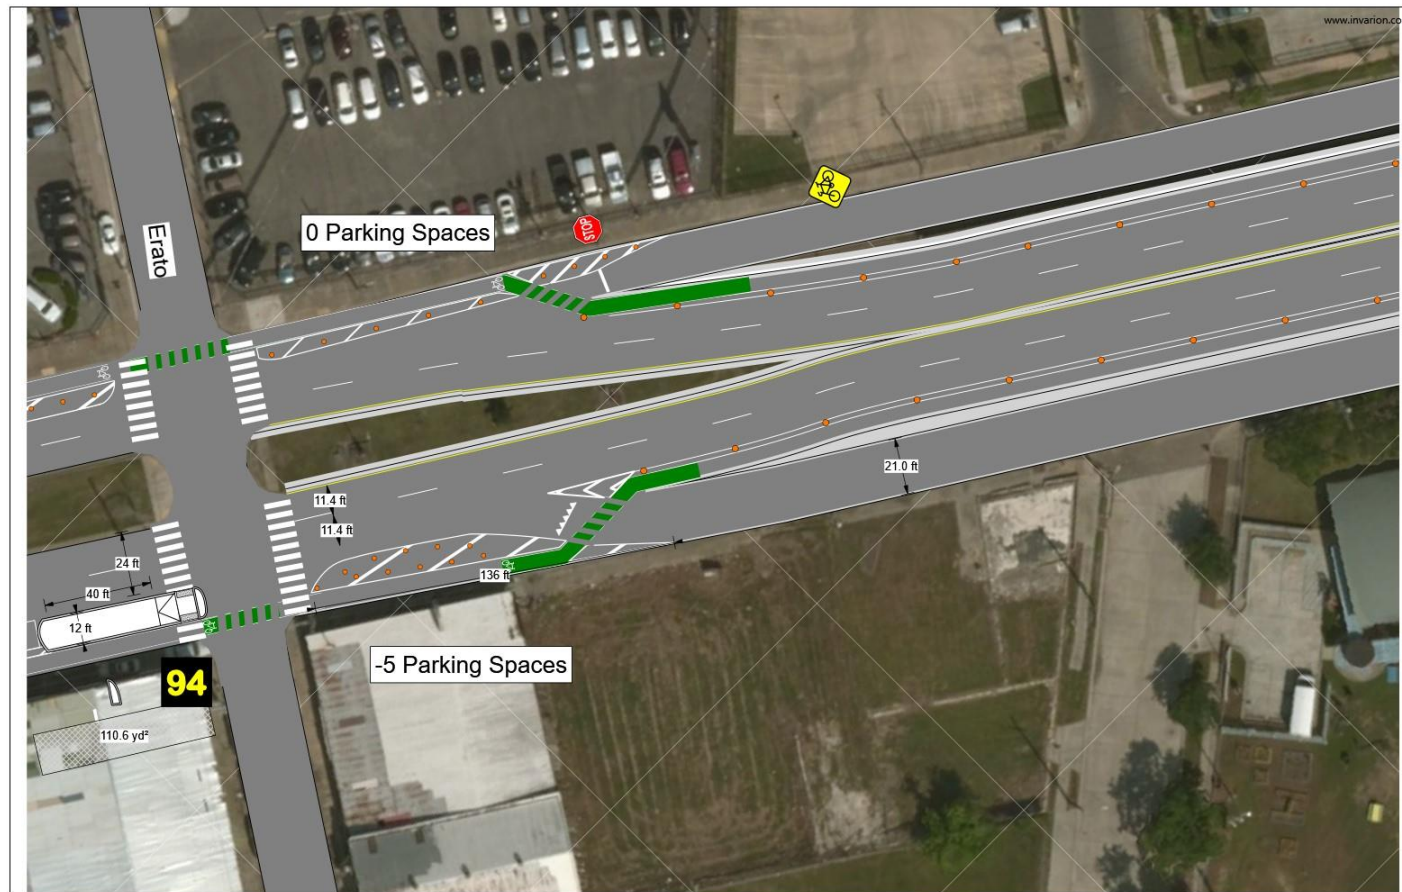 www.invarion.co
Erato
0 Parking Spaces
STOP
11.4 ft
11.4 ft
21.0 ft
24 ft
40 ft
12 ft
136 ft
-5 Parking Spaces
94
110.6 yd²